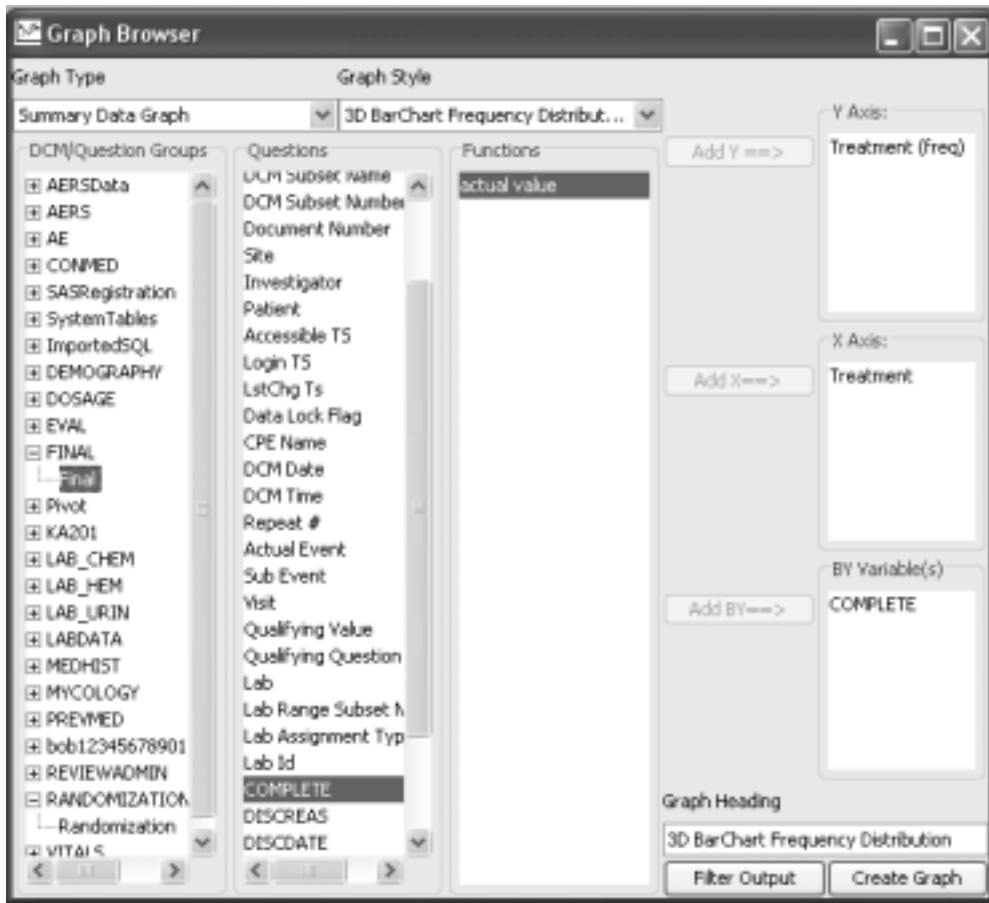 Graph Browser
Graph Type
Graph Style
Summary Data Graph
3D BarChart Frequency Distribut...
DCM/Question Groups
AERSData
AERS
AE
CONMED
SASRegistration
SystemTables
ImportedSQL
DEMOGRAPHY
DOSAGE
EVAL
FINAL
Final
Pivot
KA201
LAB_CHEM
LAB_HEM
LAB_URIN
LABDATA
MEDHIST
MYCOLOGY
PREVMED
bob12345678901
REVIEWADMIN
RANDOMIZATION
Randomization
VITALS
Questions
DCM Subset Name
DCM Subset Number
Document Number
Site
Investigator
Patient
Accessible TS
Login TS
LstChg Ts
Data Lock Flag
CPE Name
DCM Date
DCM Time
Repeat #
Actual Event
Sub Event
Visit
Qualifying Value
Qualifying Question
Lab
Lab Range Subset N
Lab Assignment Typ
Lab Id
COMPLETE
DISCREAS
DISCDATE
Functions
actual value
Add Y ==>
Y Axis:
Treatment (freq)
Add X==>
X Axis:
Treatment
Add BY==>
BY Variable(s)
COMPLETE
Graph Heading
3D BarChart Frequency Distribution
Filter Output
Create Graph